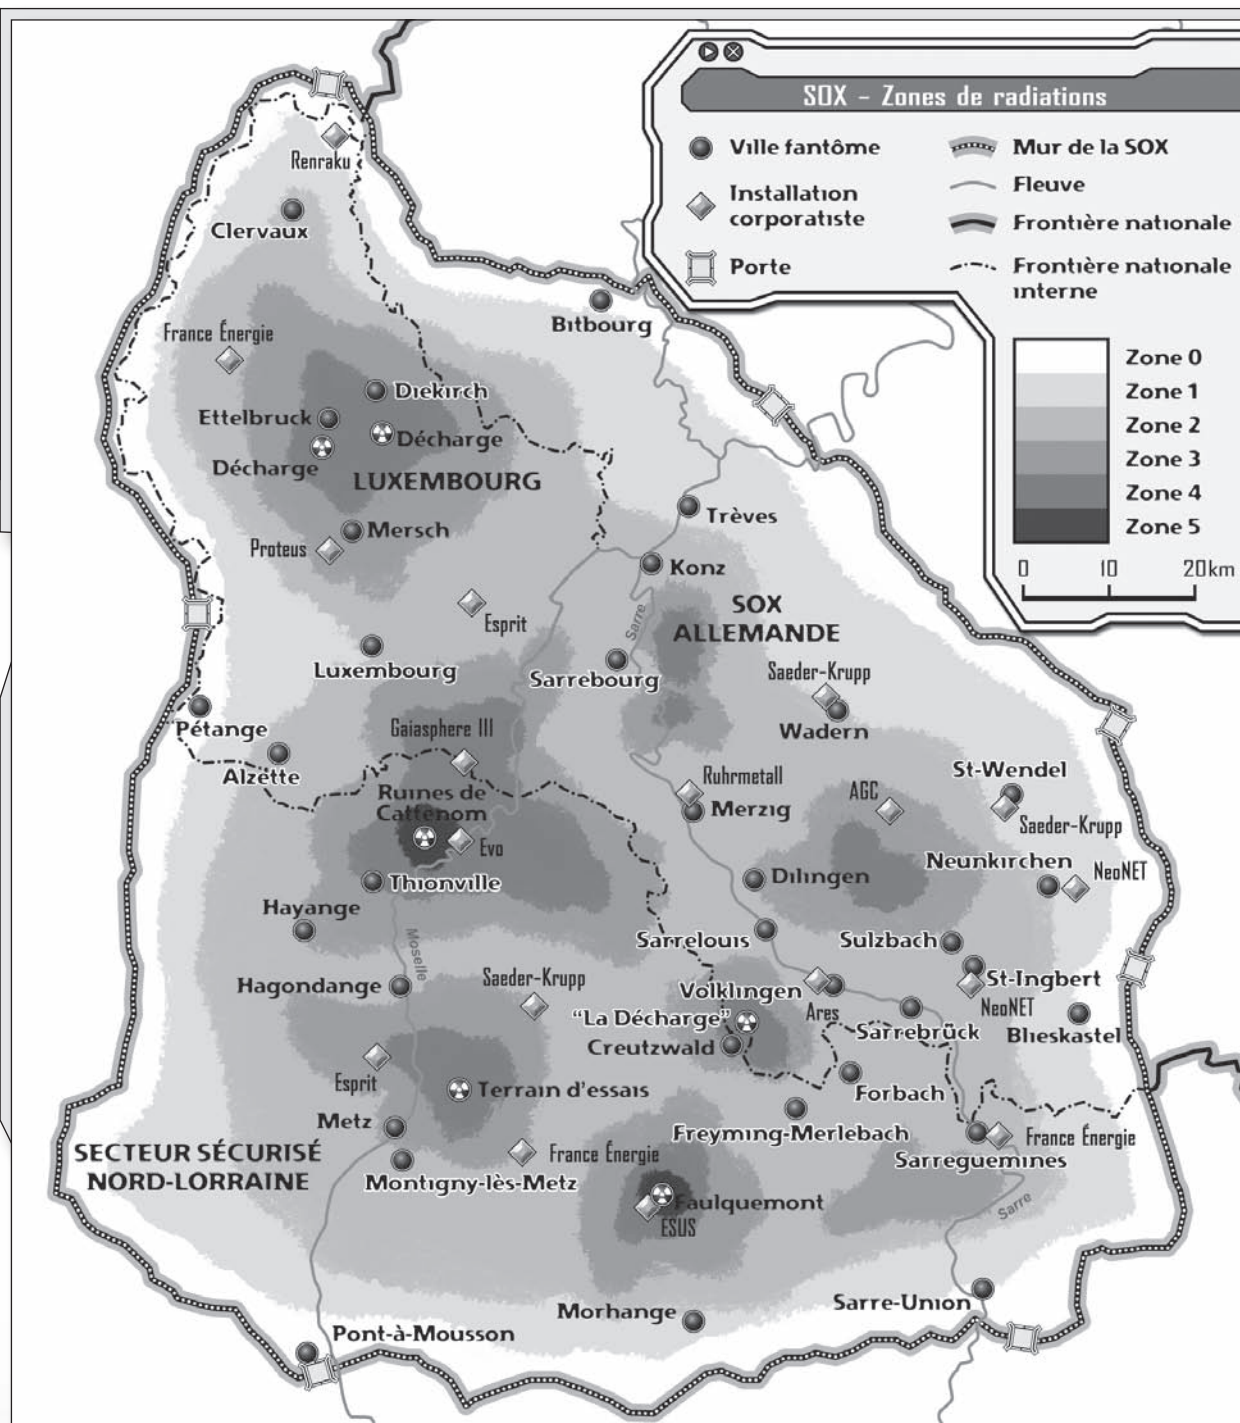 SOX – Zones de radiations
Ville fantôme
Installation
corporatiste
Porte
Mur de la SOX
Fleuve
Frontière nationale
Frontière nationale
interne
Zone 0
Zone 1
Zone 2
Zone 3
Zone 4
Zone 5
0 10 20km
Renraku
Clervaux
Bitbourg
France Énergie
Diekirch
Ettelbruck
Décharge
Décharge
LUXEMBOURG
Trèves
Mersch
Proteus
Konz
SOX
ALLEMANDE
Esprit
Sarre
Luxembourg
Sarrebourg
Saeder-Krupp
Wadern
Pétange
Gaiasphere III
Alzette
Ruhrmetall
AGC
St-Wendel
Ruines de
Cattenom
Merzig
Saeder-Krupp
Evo
Neunkirchen
NeoNET
Thionville
Dilingen
Hayange
Moselle
Sarrelouis
Sulzbach
Hagondange
Saeder-Krupp
Volklingen
St-Ingbert
"La Décharge"
Ares
NeoNET
Sarrebrück
Blieskastel
Creutzwald
Esprit
Terrain d'essais
Forbach
Metz
Freyming-Merlebach
France Énergie
SECTEUR SÉCURISÉ
NORD-LORRAINE
France Énergie
Sarreguemines
Montigny-lès-Metz
Faulquemont
Sarre
ESUS
Sarre-Union
Morhange
Pont-à-Mousson